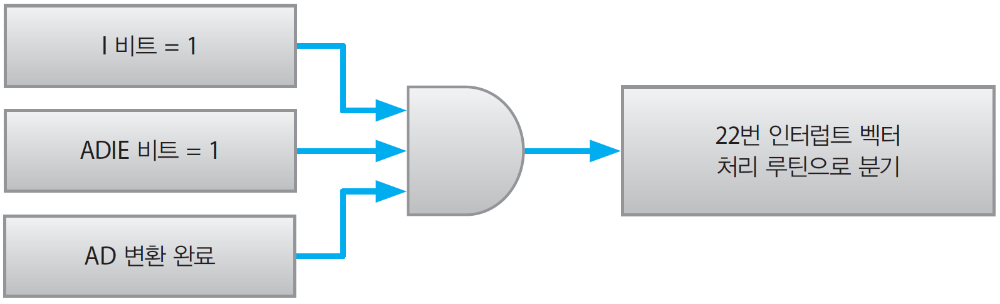 I 비트 = 1
ADIE 비트 = 1
AD 변환 완료
22번 인터럽트 벡터
처리 루틴으로 분기